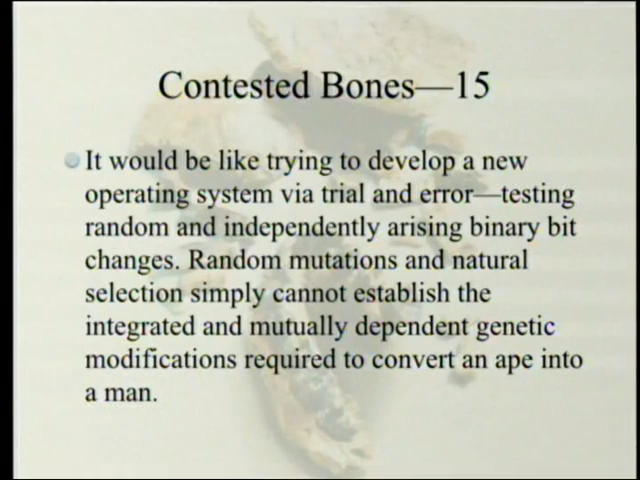 Contested Bones—15
It would be like trying to develop a new
operating system via trial and error—testing
random and independently arising binary bit
changes. Random mutations and natural
selection simply cannot establish the
integrated and mutually dependent genetic
modifications required to convert an ape into
a man.